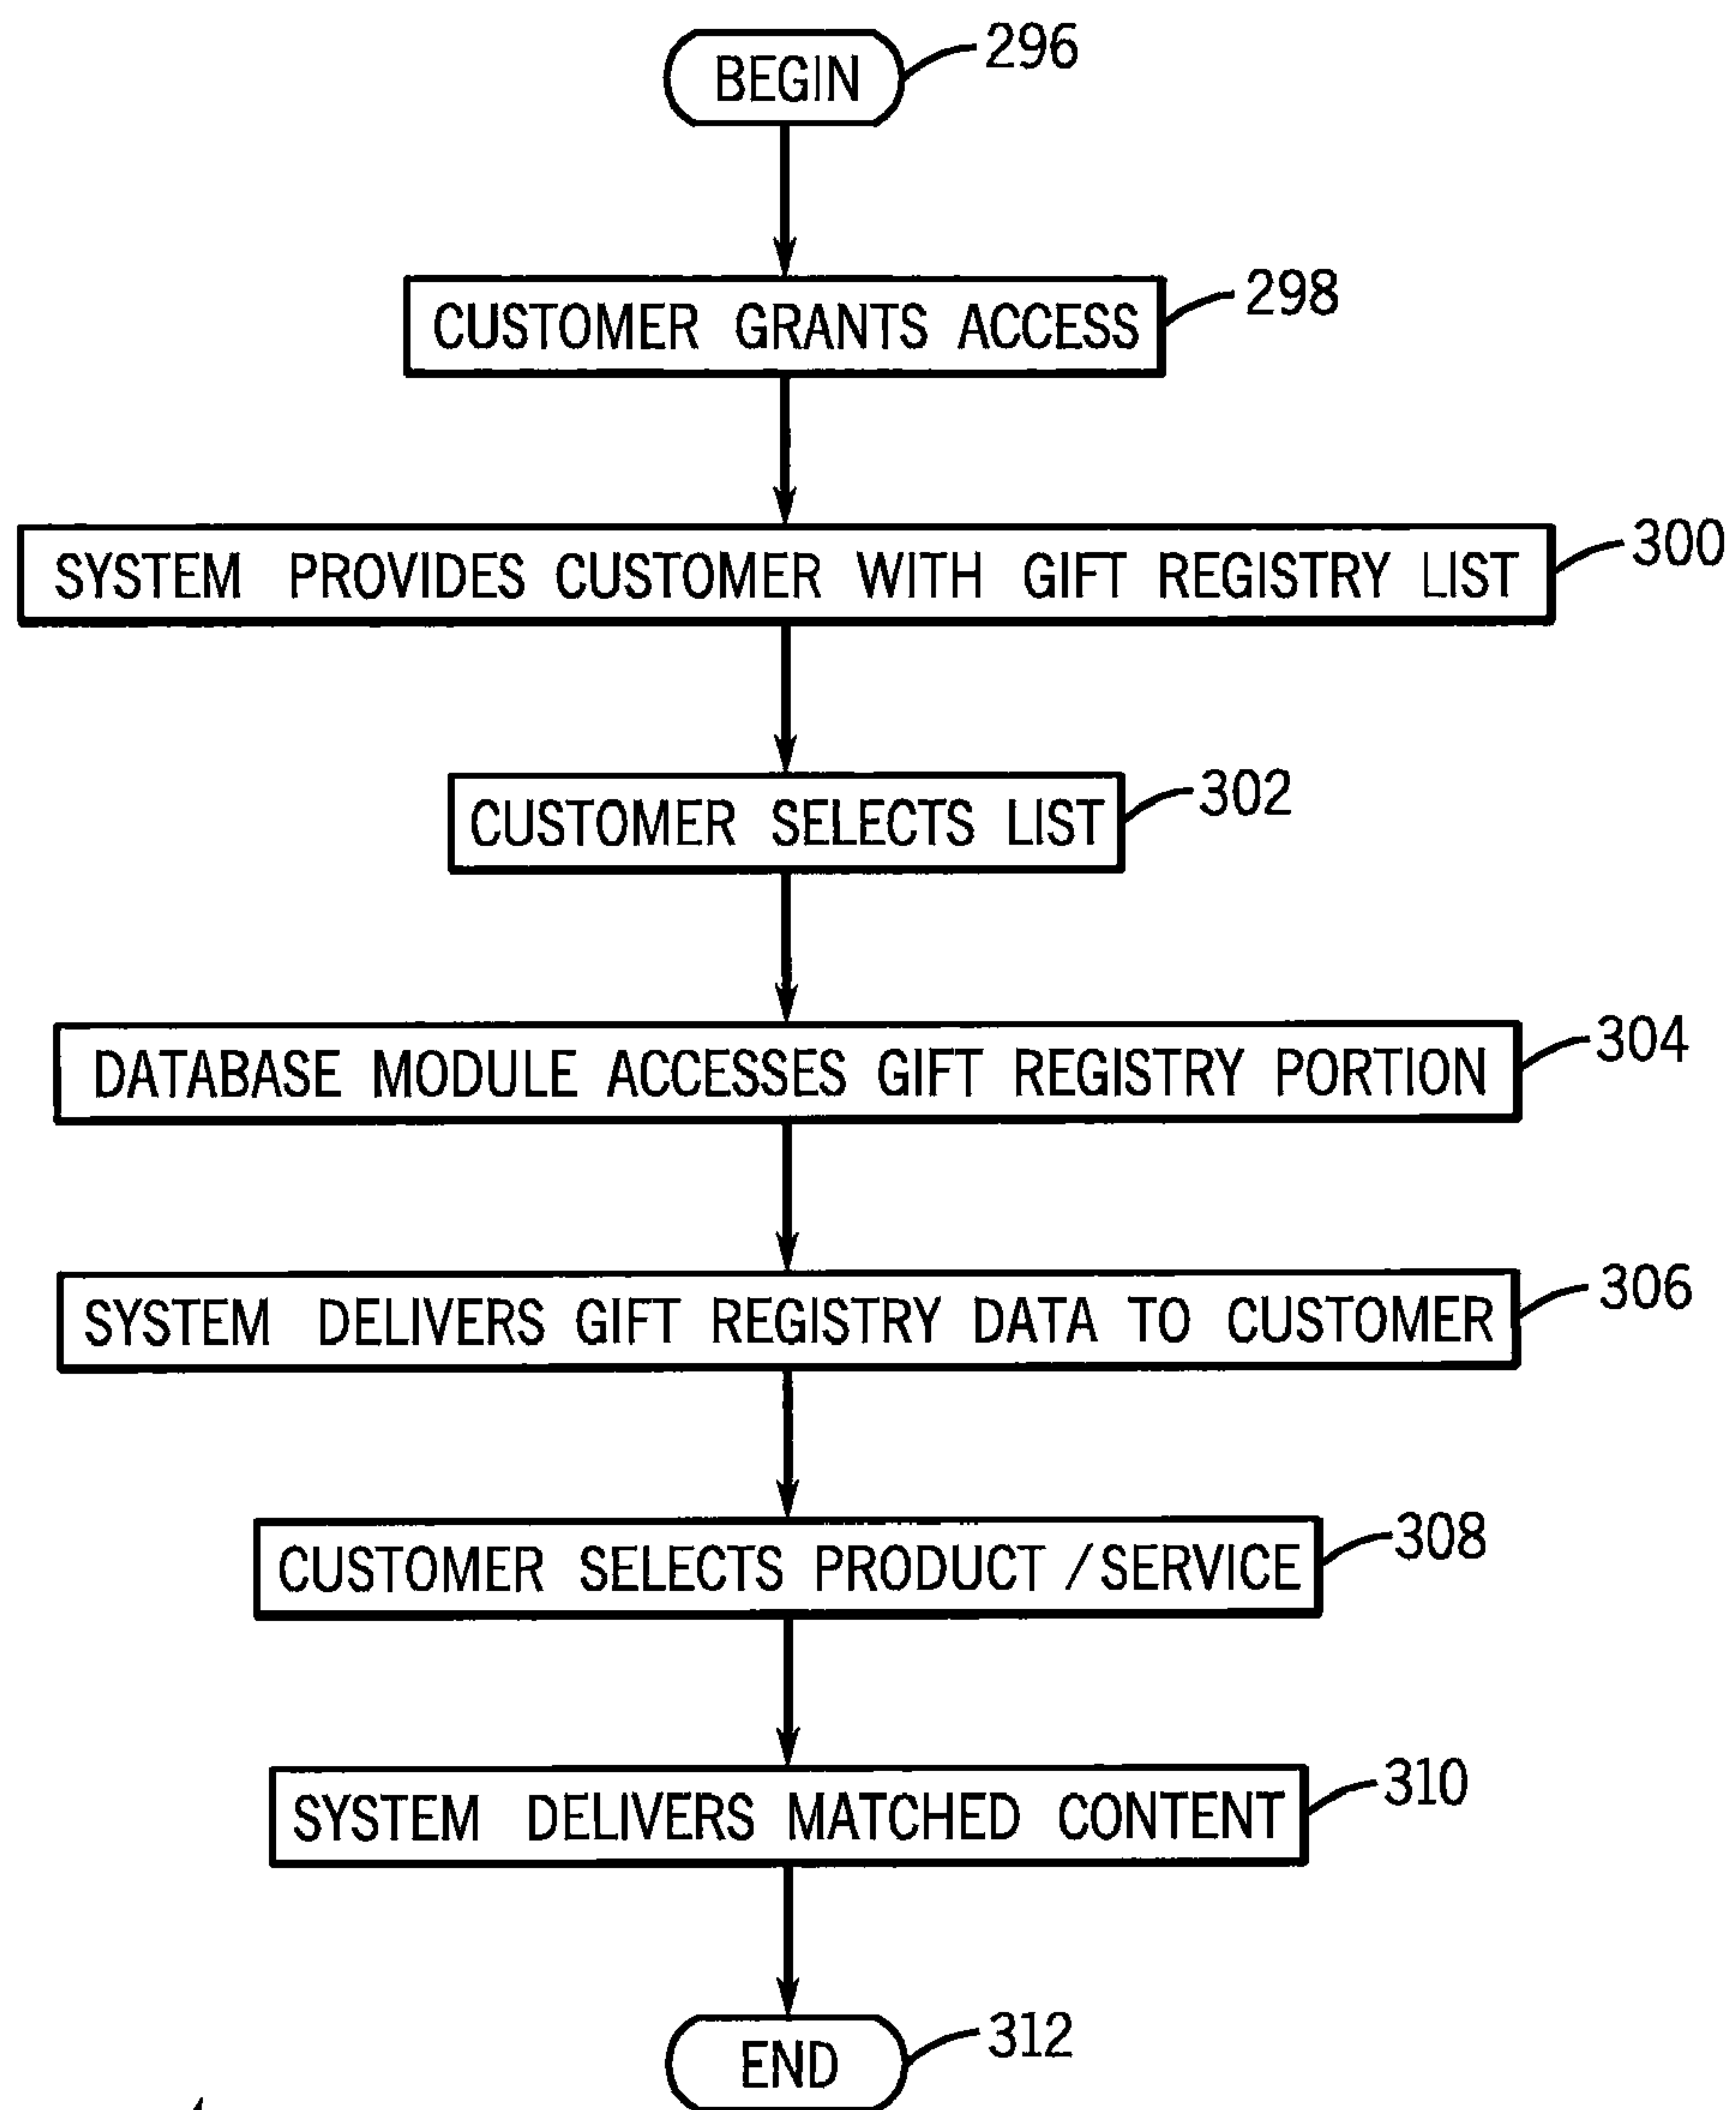 BEGIN
296
CUSTOMER GRANTS ACCESS
298
SYSTEM PROVIDES CUSTOMER WITH GIFT REGISTRY LIST
300
CUSTOMER SELECTS LIST
302
DATABASE MODULE ACCESSES GIFT REGISTRY PORTION
304
SYSTEM DELIVERS GIFT REGISTRY DATA TO CUSTOMER
306
CUSTOMER SELECTS PRODUCT / SERVICE
308
SYSTEM DELIVERS MATCHED CONTENT
310
END
312